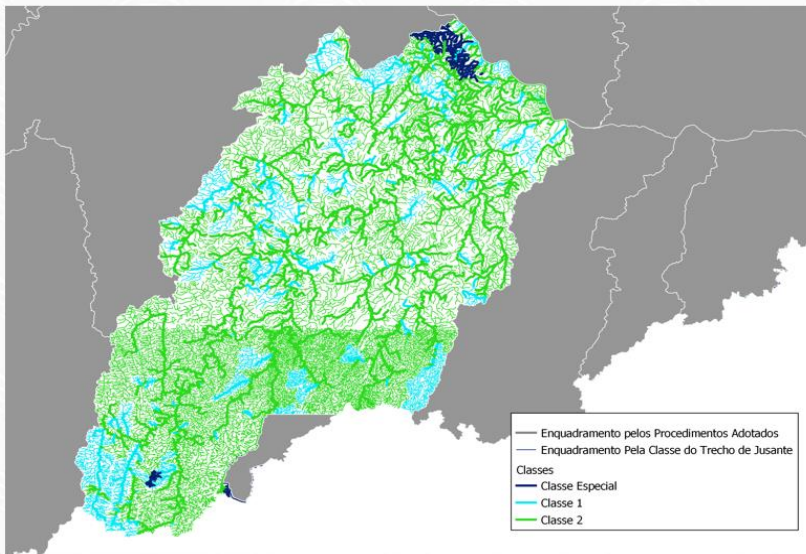 Enquadramento pelos Procedimentos Adotados
Enquadramento Pela Classe do Trecho de Jusante
Classes
Classe Especial
Classe 1
Classe 2